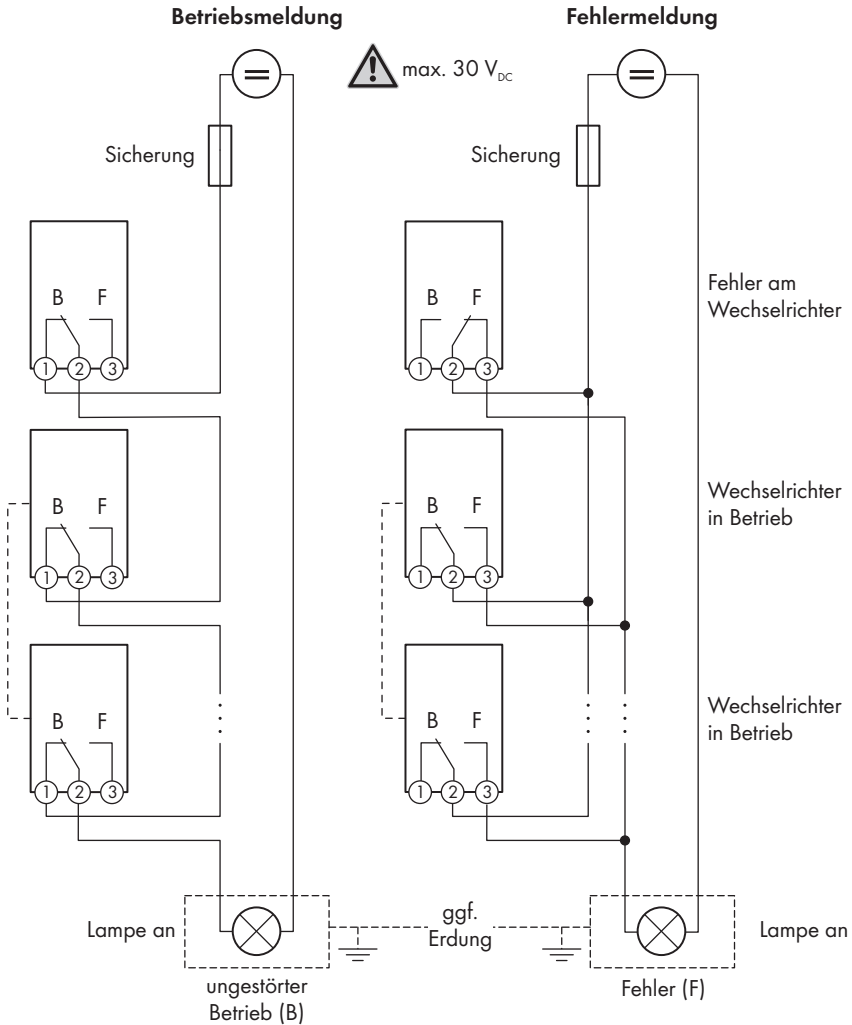 Betriebsmeldung
Fehlermeldung
max. 30 V_DC
Sicherung
Sicherung
B F
1 2 3
B F
1 2 3
Fehler am
Wechselrichter
B F
1 2 3
B F
1 2 3
Wechselrichter
in Betrieb
B F
1 2 3
B F
1 2 3
Wechselrichter
in Betrieb
Lampe an
ggf.
Erdung
Lampe an
ungestörter
Betrieb (B)
Fehler (F)